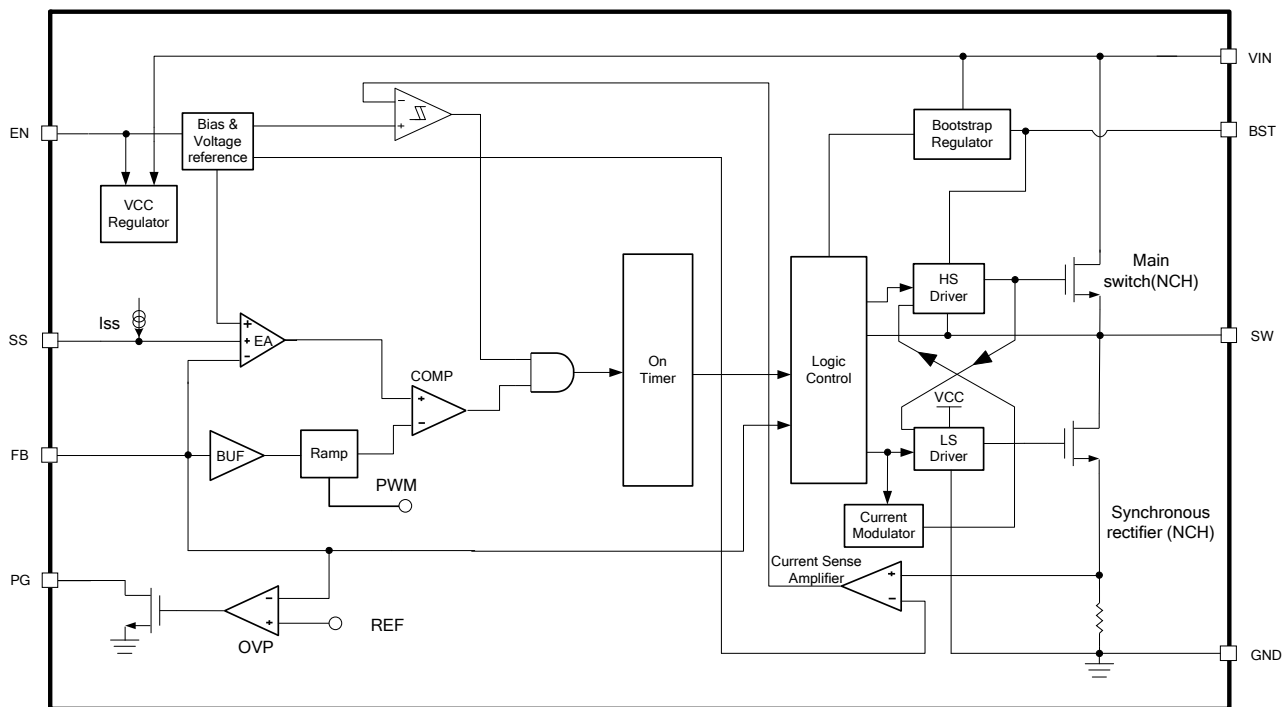 VIN
EN
Bias &
Voltage
reference
−
+
Bootstrap
Regulator
BST
VCC
Regulator
Main
switch(NCH)
HS
Driver
Iss
SS
+
+
−
EA
On
Timer
Logic
Control
SW
COMP
+
−
VCC
LS
Driver
FB
BUF
Ramp
PWM
Current
Modulator
Synchronous
rectifier (NCH)
Current Sense
Amplifier
+
−
PG
−
+
REF
OVP
GND